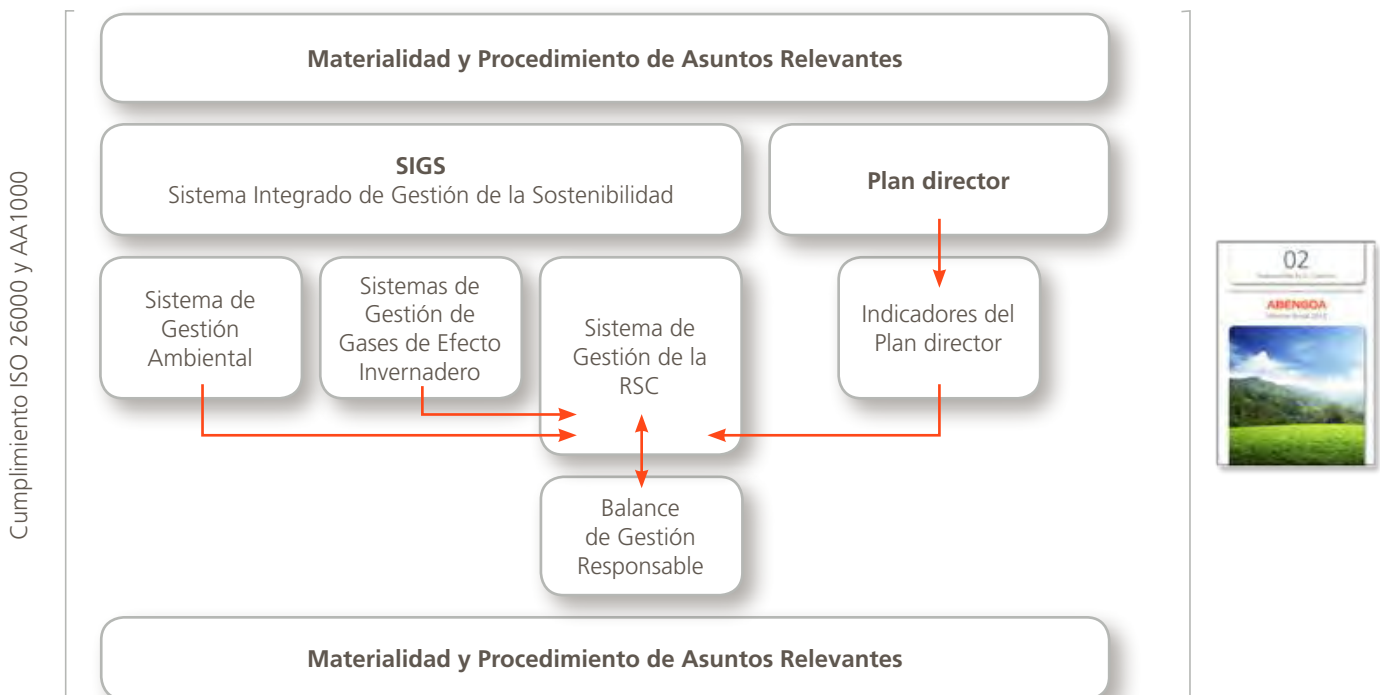 Cumplimiento ISO 26000 y AA1000
Materialidad y Procedimiento de Asuntos Relevantes
SIGS
Sistema Integrado de Gestión de la Sostenibilidad
Plan director
Sistema de
Gestión
Ambiental
Sistemas de
Gestión de
Gases de Efecto
Invernadero
Sistema de
Gestión de la
RSC
Indicadores del
Plan director
Balance
de Gestión
Responsable
Materialidad y Procedimiento de Asuntos Relevantes
02
ABENGOA